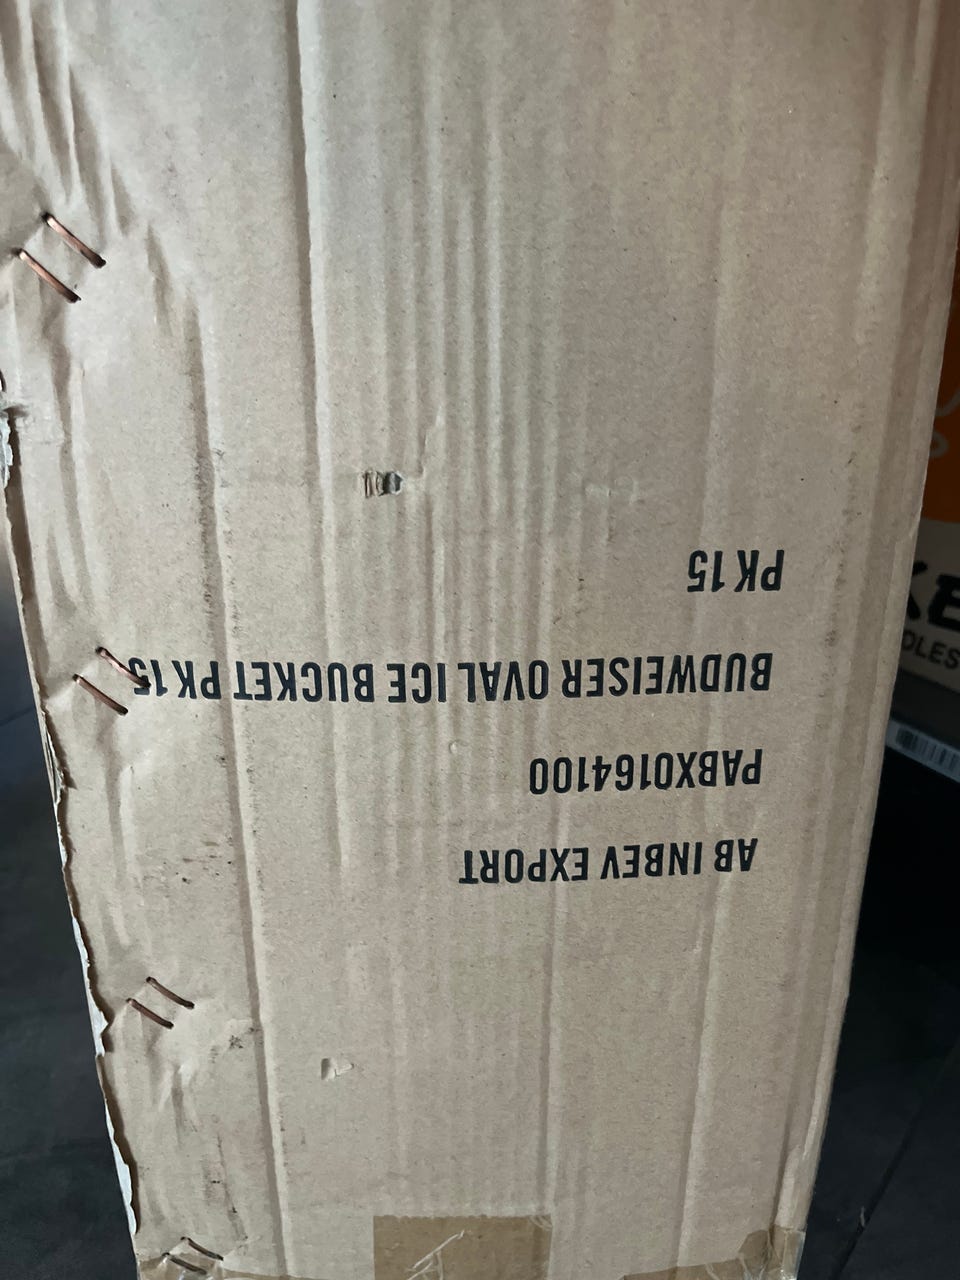 AB INBEV EXPORT
PABX0164100
BUDWEISER OVAL ICE BUCKET PK 15
PK 15